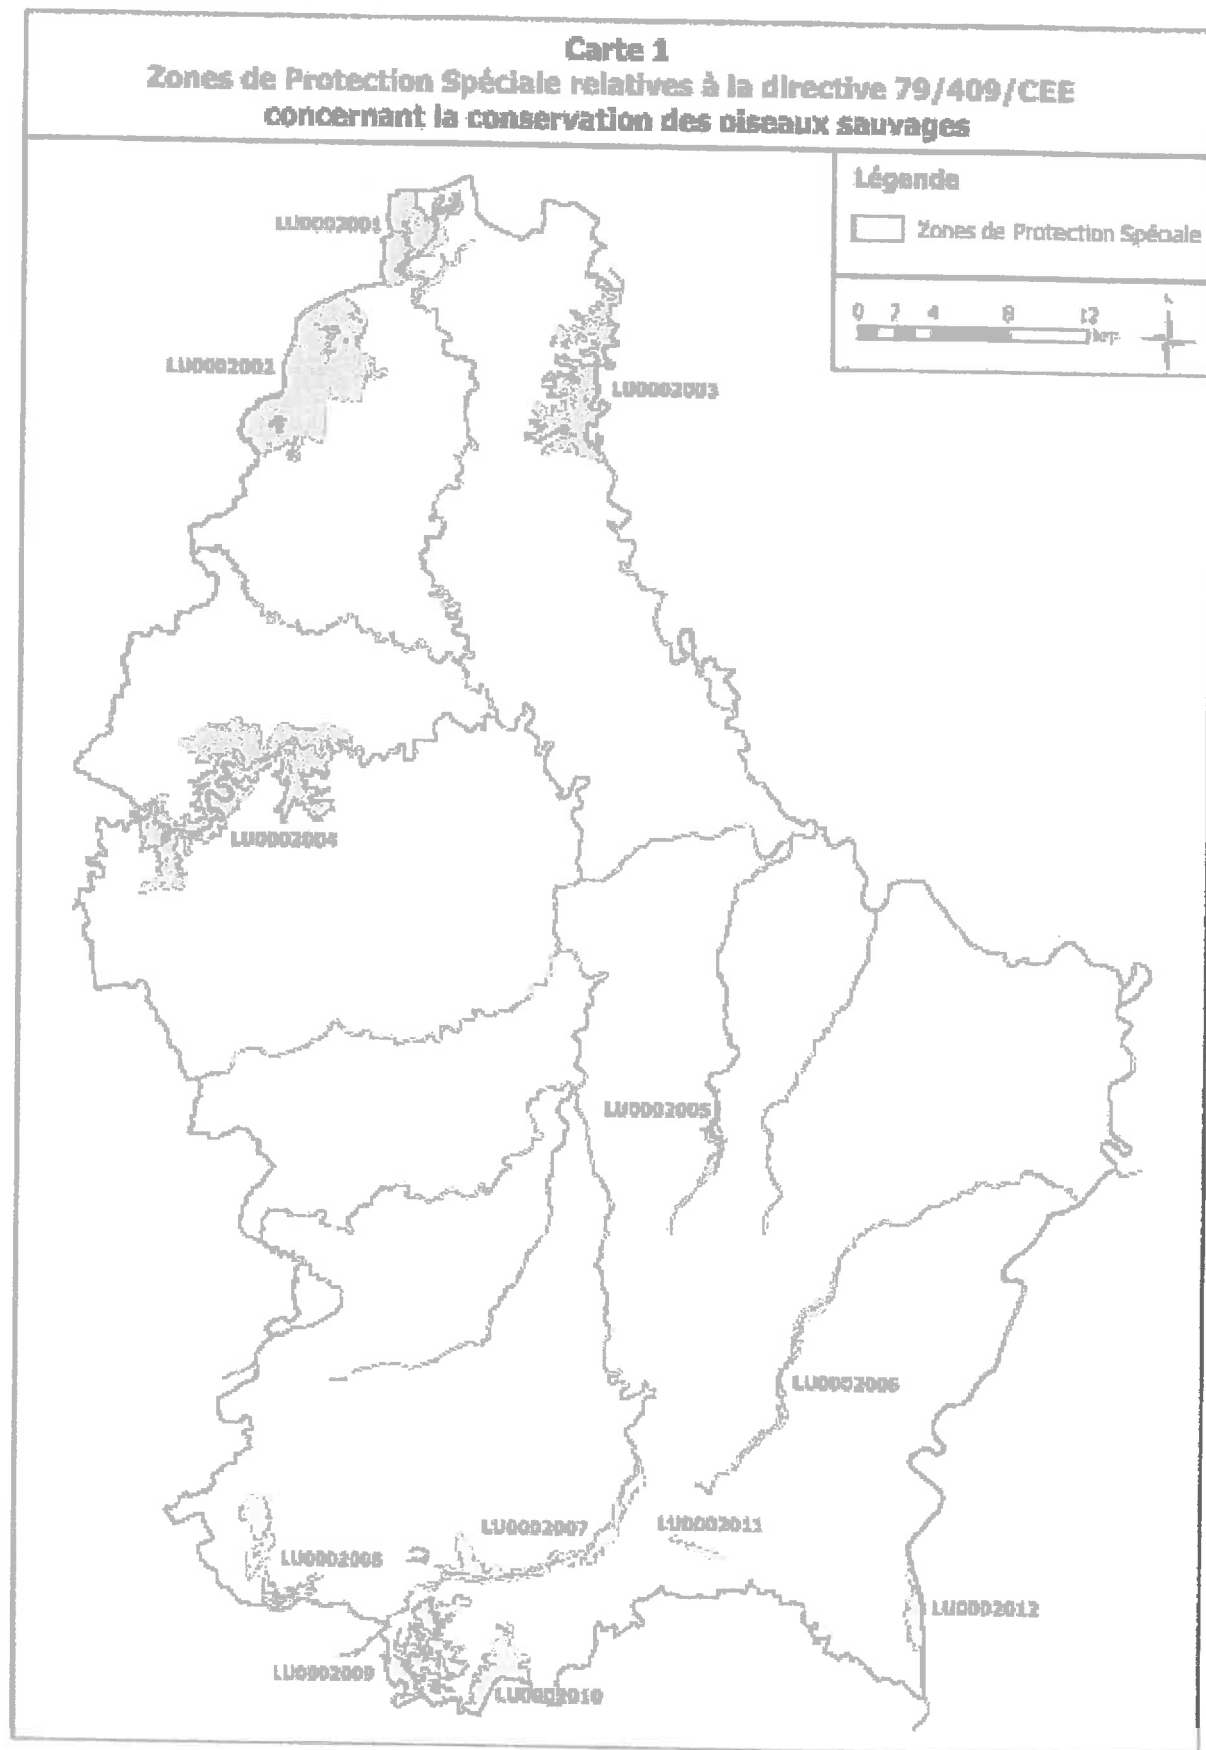 Carte 1
Zones de Protection Spéciale relatives à la directive 79/409/CEE
concernant la conservation des oiseaux sauvages
Légende
Zones de Protection Spéciale
0 2 4 8 12
km
LU0002001
LU0002002
LU0002003
LU0002004
LU0002005
LU0002006
LU0002007
LU0002011
LU0002008
LU0002012
LU0002009
LU0002010